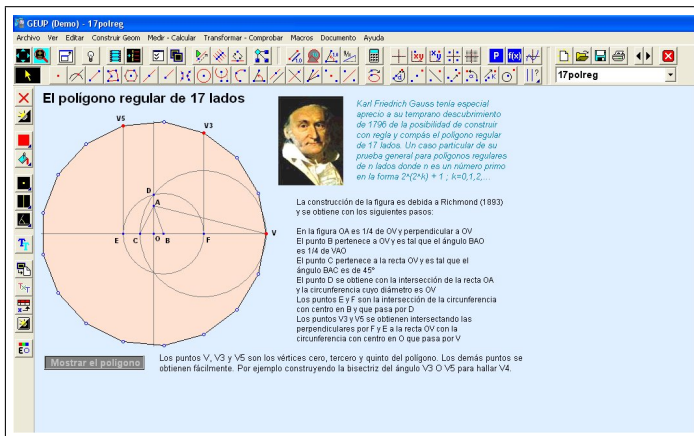 GEUP (Demo) - 17polreg
Archivo Ver Editar Construir Geom Medir - Calcular Transformar - Comprobar Macros Documento Ayuda
P f(x)
17polreg
El polígono regular de 17 lados
V5
V3
D
A
E C O B F V
Karl Friedrich Gauss tenía especial
aprecio a su temprano descubrimiento
de 1796 de la posibilidad de construir
con regla y compás el polígono regular
de 17 lados. Un caso particular de su
prueba general para polígonos regulares
de n lados donde n es un número primo
en la forma 2^(2^k) + 1 ; k=0,1,2,...
La construcción de la figura es debida a Richmond (1893)
y se obtiene con los siguientes pasos:
En la figura OA es 1/4 de OV y perpendicular a OV
El punto B pertenece a OV y es tal que el ángulo BAO
es 1/4 de VAO
El punto C pertenece a la recta OV y es tal que el
ángulo BAC es de 45º
El punto D se obtiene con la intersección de la recta OA
y la circunferencia cuyo diámetro es OV
Los puntos E y F son la intersección de la circunferencia
con centro en B y que pasa por D
Los puntos V3 y V5 se obtienen intersectando las
perpendiculares por F y E a la recta OV con la
circunferencia con centro en O que pasa por V
Mostrar el polígono
Los puntos V, V3 y V5 son los vértices cero, tercero y quinto del polígono. Los demás puntos se
obtienen fácilmente. Por ejemplo construyendo la bisectriz del ángulo V3 O V5 para hallar V4.